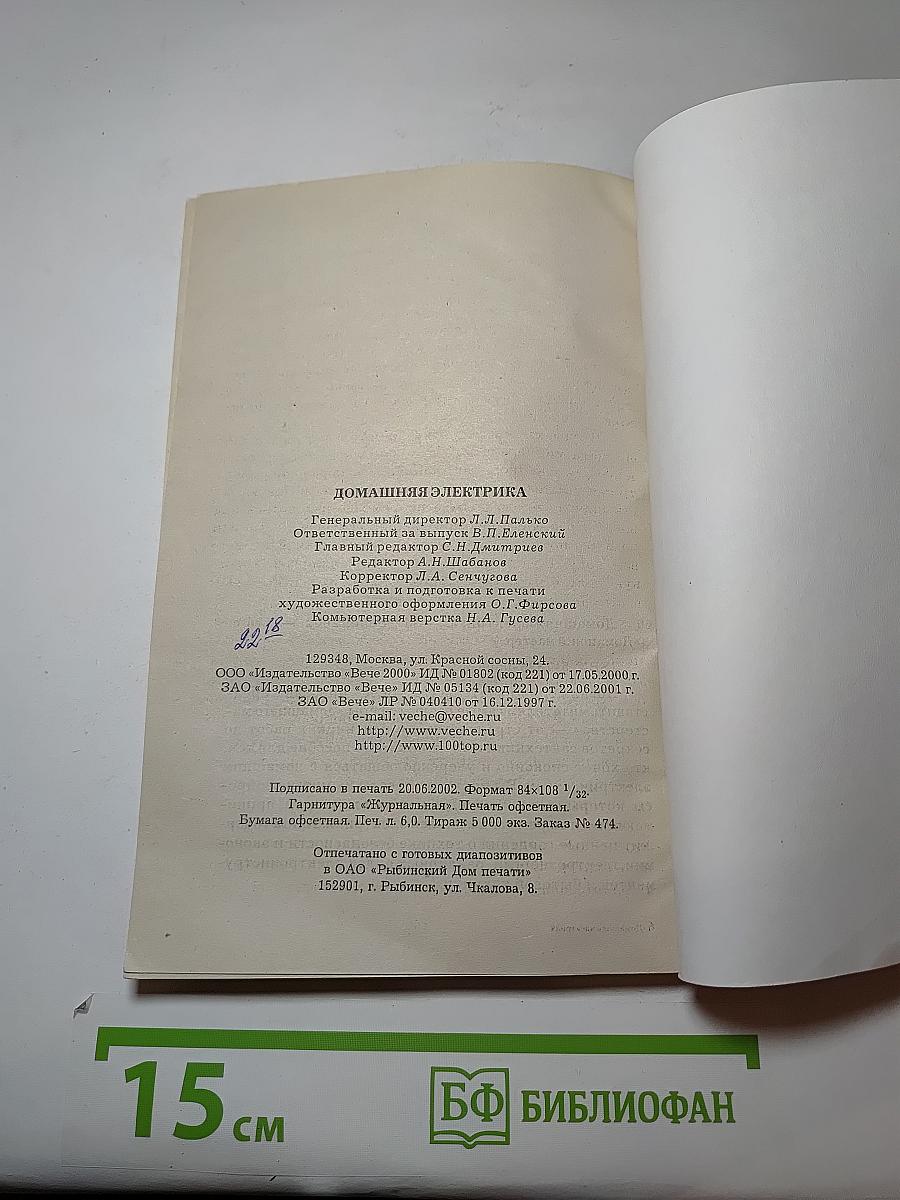 ДОМАШНЯЯ ЭЛЕКТРИКА
Генеральный директор Л.Л.Палько
Ответственный за выпуск В.П.Еленский
Главный редактор С.Н.Дмитриев
Редактор А.Н.Шабанов
Корректор Л.А. Сенчугова
Разработка и подготовка к печати
художественного оформления О.Г.Фирсова
Комьютерная верстка Н.А. Гусева
22 18
129348, Москва, ул. Красной сосны, 24.
ООО «Издательство «Вече 2000» ИД № 01802 (код 221) от 17.05.2000 г.
ЗАО «Издательство «Вече» ИД № 05134 (код 221) от 22.06.2001 г.
ЗАО «Вече» ЛР № 040410 от 16.12.1997 г.
e-mail: veche@veche.ru
http://www.veche.ru
http://www.100top.ru
Подписано в печать 20.06.2002. Формат 84×108 1/32.
Гарнитура «Журнальная». Печать офсетная.
Бумага офсетная. Печ. л. 6,0. Тираж 5 000 экз. Заказ № 474.
Отпечатано с готовых диапозитивов
в ОАО «Рыбинский Дом печати»
152901, г. Рыбинск, ул. Чкалова, 8.
15 см
БФ БИБЛИОФАН